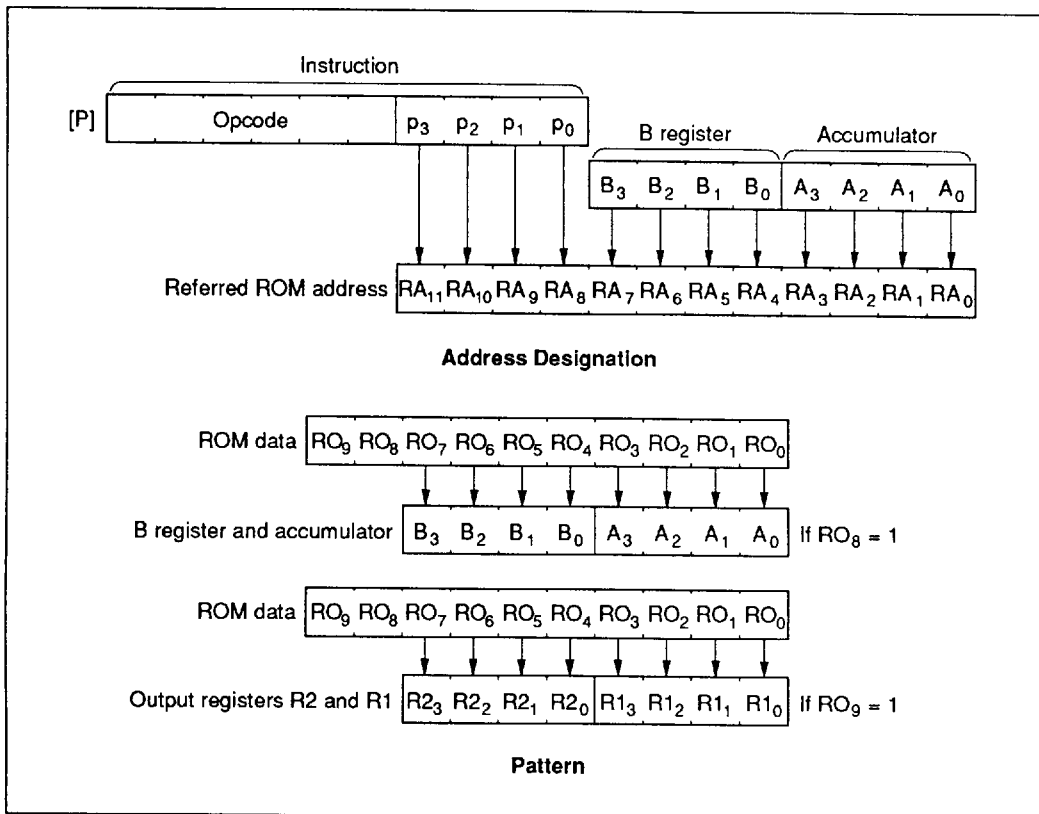 Instruction
[P] Opcode p3 p2 p1 p0
B register Accumulator
B3 B2 B1 B0 A3 A2 A1 A0
Referred ROM address RA11 RA10 RA9 RA8 RA7 RA6 RA5 RA4 RA3 RA2 RA1 RA0
Address Designation
ROM data RO9 RO8 RO7 RO6 RO5 RO4 RO3 RO2 RO1 RO0
B register and accumulator B3 B2 B1 B0 A3 A2 A1 A0 If RO8 = 1
ROM data RO9 RO8 RO7 RO6 RO5 RO4 RO3 RO2 RO1 RO0
Output registers R2 and R1 R23 R22 R21 R20 R13 R12 R11 R10 If RO9 = 1
Pattern